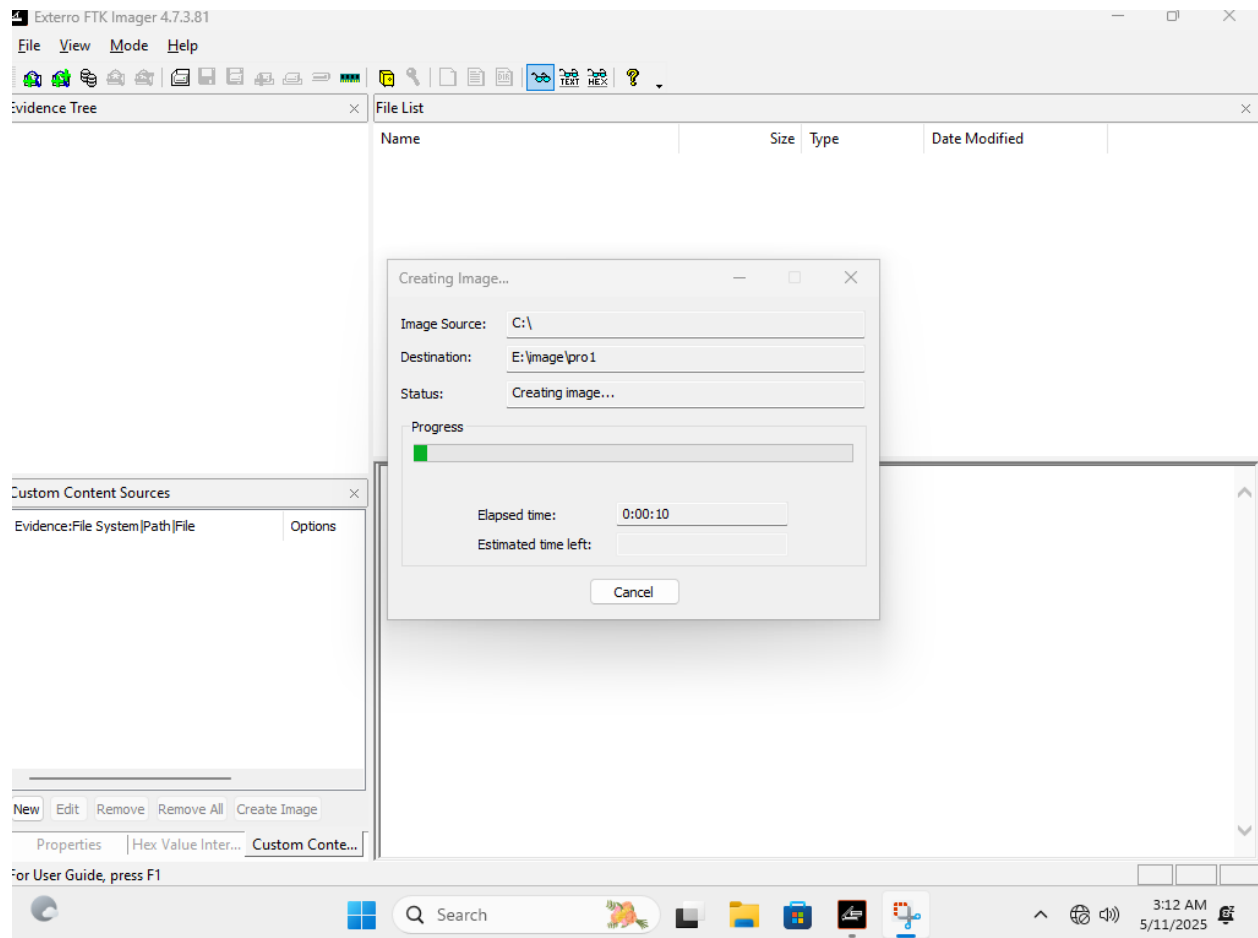 Exterro FTK Imager 4.7.3.81
File View Mode Help
TEXT HEX
Evidence Tree
File List
Name Size Type Date Modified
Creating Image...
Image Source: C:\
Destination: E:\image\pro1
Status: Creating image...
Progress
Elapsed time: 0:00:10
Estimated time left:
Cancel
Custom Content Sources
Evidence:File System|Path|File Options
New Edit Remove Remove All Create Image
Properties Hex Value Inter... Custom Conte...
For User Guide, press F1
Search
3:12 AM
5/11/2025